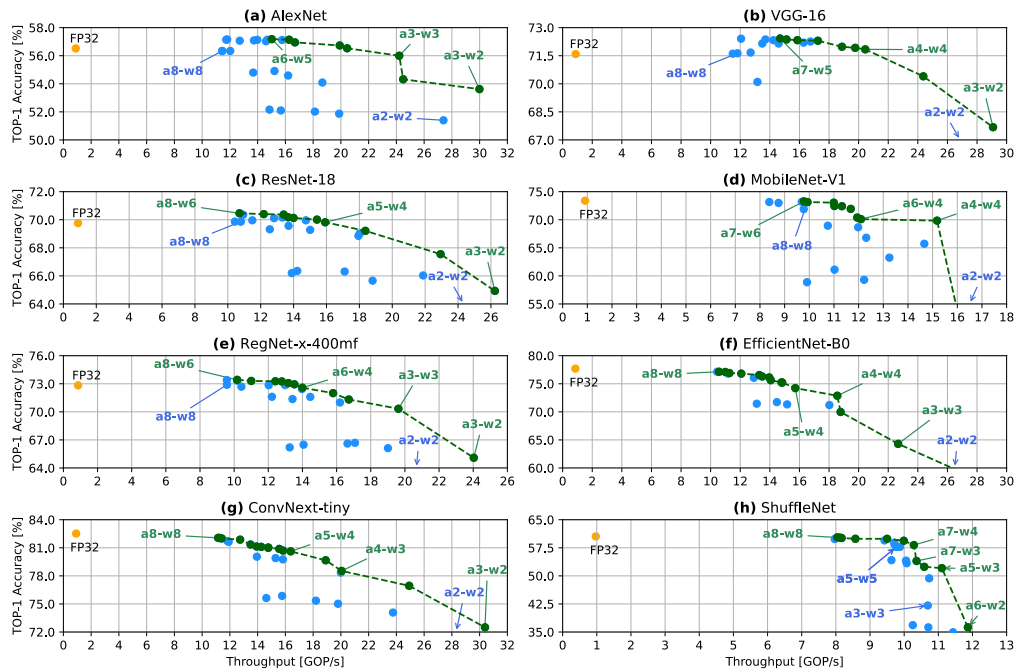 (a) AlexNet
TOP-1 Accuracy [%]
58.0
56.0
54.0
52.0
50.0
FP32
a8-w8
a6-w5
a3-w3
a3-w2
a2-w2
0 2 4 6 8 10 12 14 16 18 20 22 24 26 28 30 32
(b) VGG-16
TOP-1 Accuracy [%]
73.0
71.5
70.0
68.5
67.0
FP32
a8-w8
a7-w5
a4-w4
a3-w2
a2-w2
0 2 4 6 8 10 12 14 16 18 20 22 24 26 28 30
(c) ResNet-18
TOP-1 Accuracy [%]
72.0
70.0
68.0
66.0
64.0
FP32
a8-w6
a8-w8
a5-w4
a2-w2
a3-w2
0 2 4 6 8 10 12 14 16 18 20 22 24 26
(d) MobileNet-V1
TOP-1 Accuracy [%]
75.0
70.0
65.0
60.0
55.0
FP32
a7-w6
a8-w8
a6-w4
a4-w4
a2-w2
0 1 2 3 4 5 6 7 8 9 10 11 12 13 14 15 16 17 18
(e) RegNet-x-400mf
TOP-1 Accuracy [%]
76.0
73.0
70.0
67.0
64.0
FP32
a8-w6
a8-w8
a6-w4
a3-w3
a2-w2
a3-w2
0 2 4 6 8 10 12 14 16 18 20 22 24 26
(f) EfficientNet-B0
TOP-1 Accuracy [%]
80.0
75.0
70.0
65.0
60.0
FP32
a8-w8
a5-w4
a4-w4
a3-w3
a2-w2
0 2 4 6 8 10 12 14 16 18 20 22 24 26 28 30
(g) ConvNext-tiny
TOP-1 Accuracy [%]
84.0
81.0
78.0
75.0
72.0
FP32
a8-w8
a5-w4
a4-w3
a3-w2
a2-w2
0 2 4 6 8 10 12 14 16 18 20 22 24 26 28 30 32
Throughput [GOP/s]
(h) ShuffleNet
TOP-1 Accuracy [%]
65.0
57.5
50.0
42.5
35.0
FP32
a8-w8
a7-w4
a7-w3
a5-w3
a5-w5
a3-w3
a6-w2
0 1 2 3 4 5 6 7 8 9 10 11 12 13
Throughput [GOP/s]